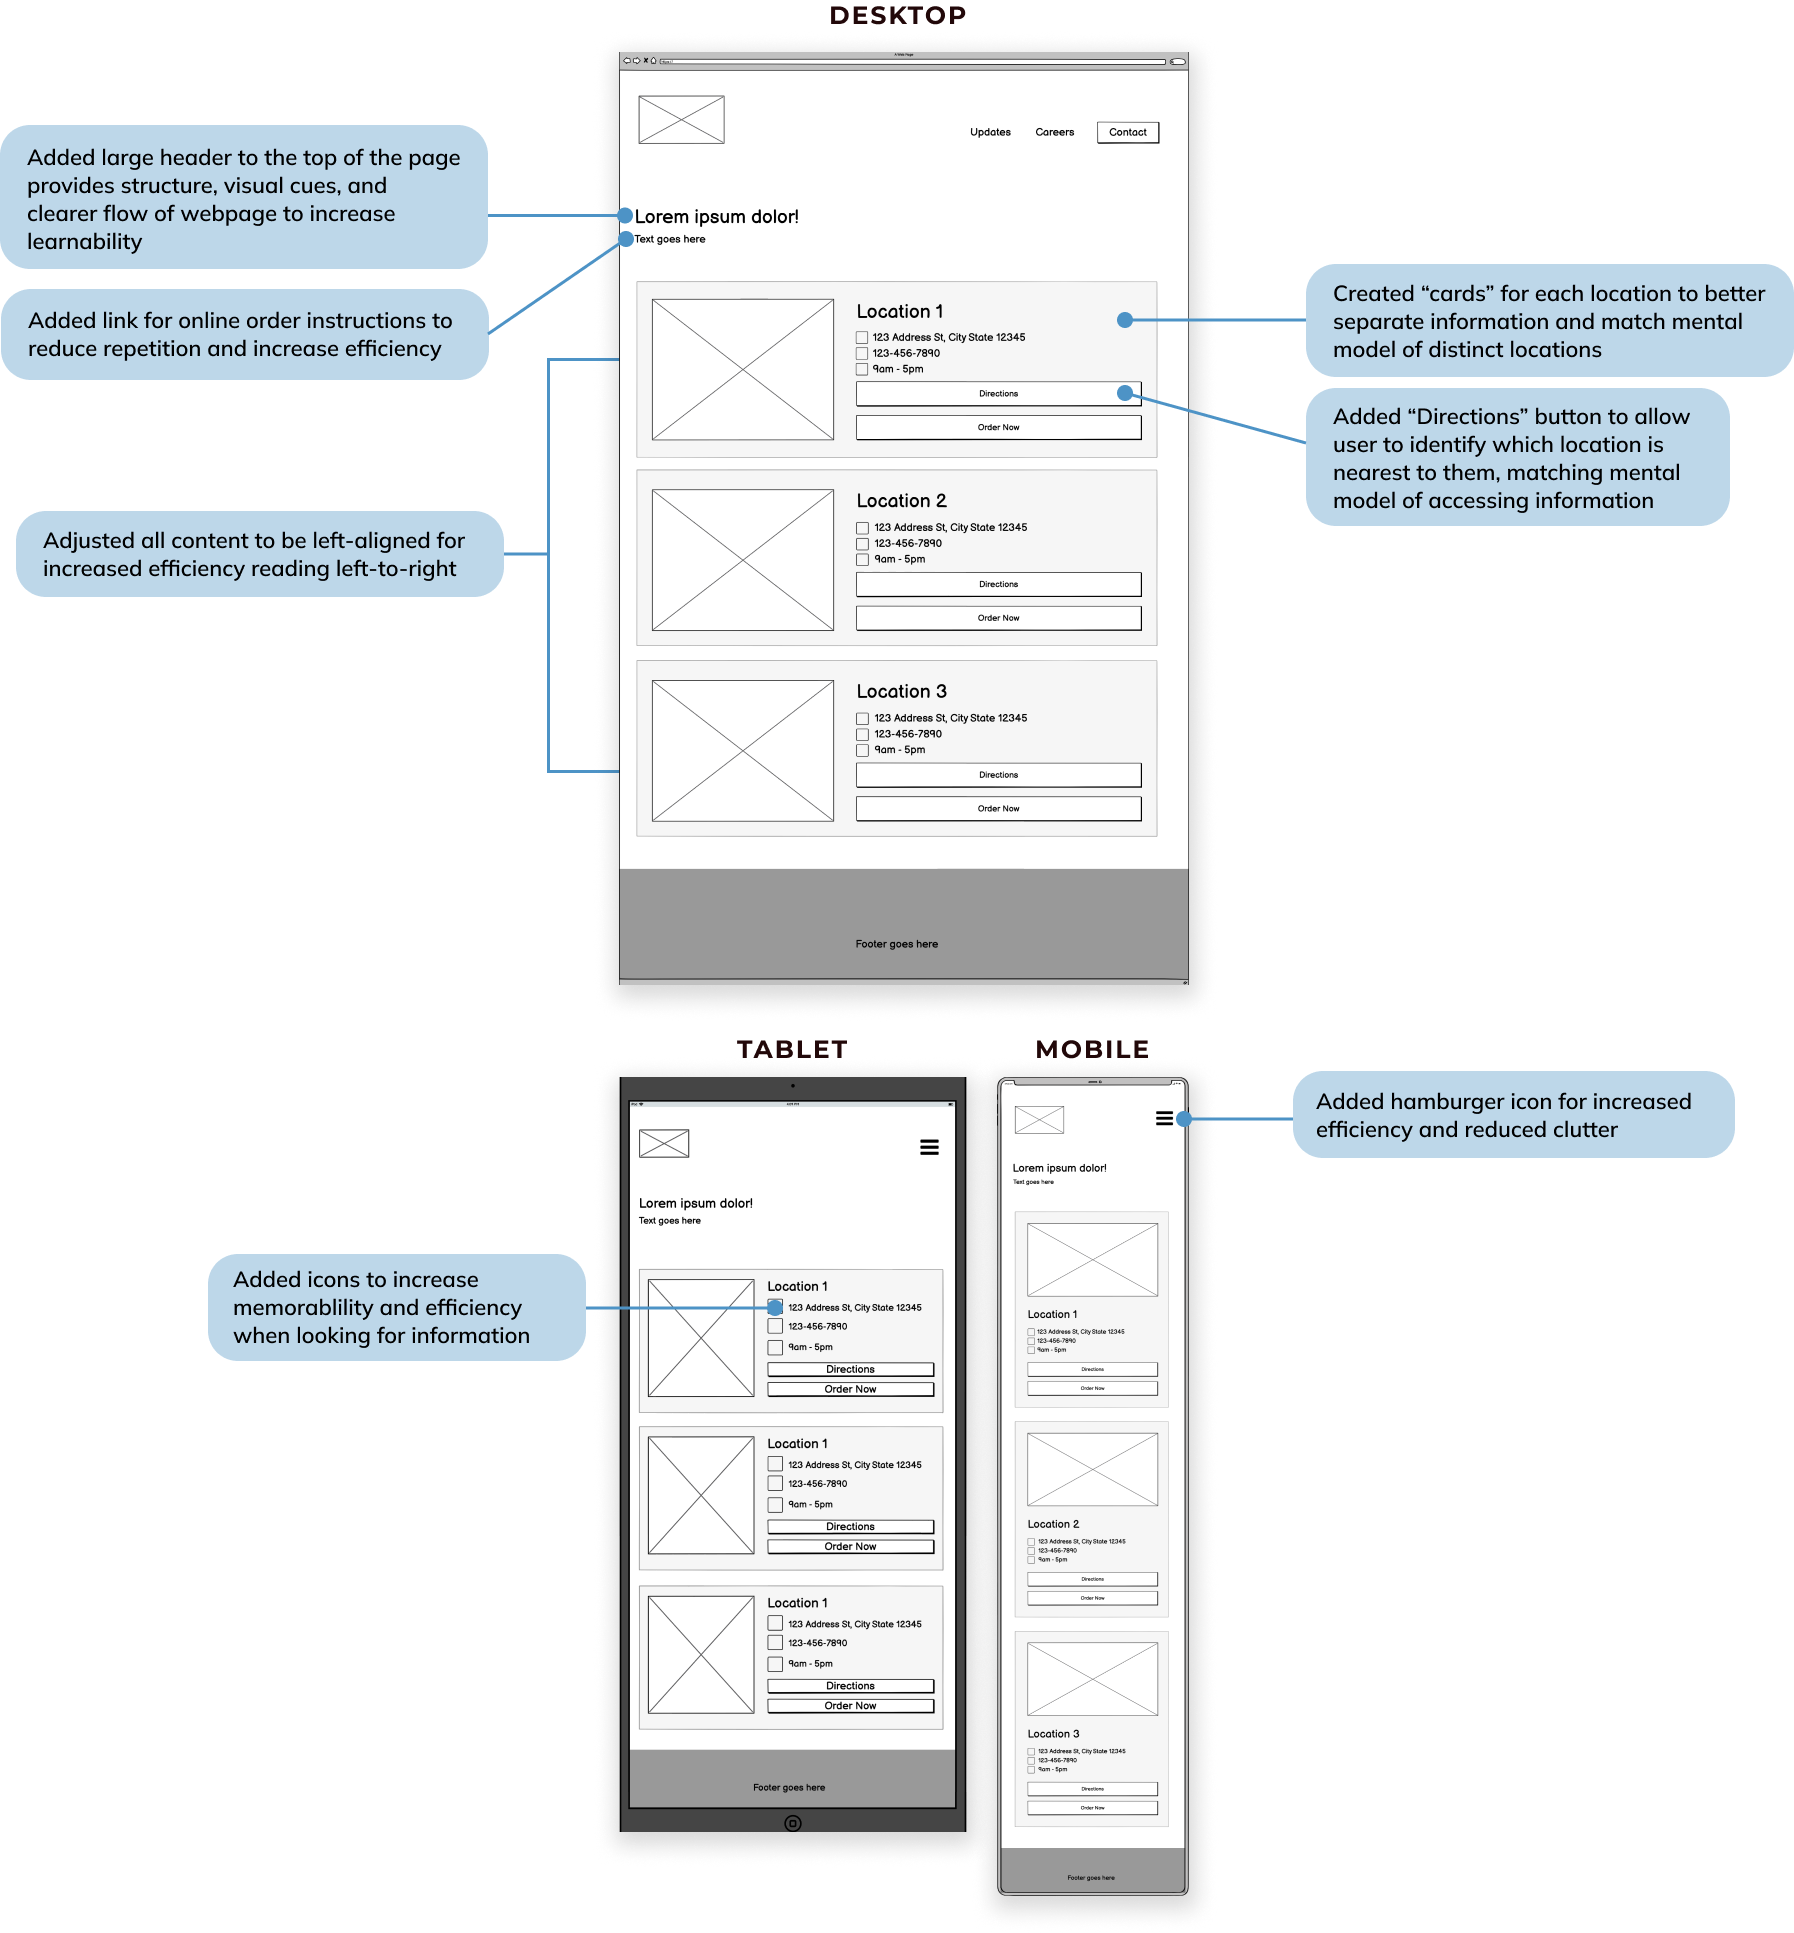 DESKTOP
A Web Page
https://
Updates Careers Contact
Added large header to the top of the page
provides structure, visual cues, and
clearer flow of webpage to increase
learnability
Lorem ipsum dolor!
Text goes here
Added link for online order instructions to
reduce repetition and increase efficiency
Adjusted all content to be left-aligned for
increased efficiency reading left-to-right
Location 1
123 Address St, City State 12345
123-456-7890
9am - 5pm
Directions
Order Now
Location 2
123 Address St, City State 12345
123-456-7890
9am - 5pm
Directions
Order Now
Location 3
123 Address St, City State 12345
123-456-7890
9am - 5pm
Directions
Order Now
Footer goes here
Created “cards” for each location to better
separate information and match mental
model of distinct locations
Added “Directions” button to allow
user to identify which location is
nearest to them, matching mental
model of accessing information
TABLET
Lorem ipsum dolor!
Text goes here
Added icons to increase
memorablility and efficiency
when looking for information
Location 1
123 Address St, City State 12345
123-456-7890
9am - 5pm
Directions
Order Now
Location 1
123 Address St, City State 12345
123-456-7890
9am - 5pm
Directions
Order Now
Location 1
123 Address St, City State 12345
123-456-7890
9am - 5pm
Directions
Order Now
Footer goes here
MOBILE
Added hamburger icon for increased
efficiency and reduced clutter
Lorem ipsum dolor!
Text goes here
Location 1
123 Address St, City State 12345
123-456-7890
9am - 5pm
Directions
Order Now
Location 2
123 Address St, City State 12345
123-456-7890
9am - 5pm
Directions
Order Now
Location 3
123 Address St, City State 12345
123-456-7890
9am - 5pm
Directions
Order Now
Footer goes here